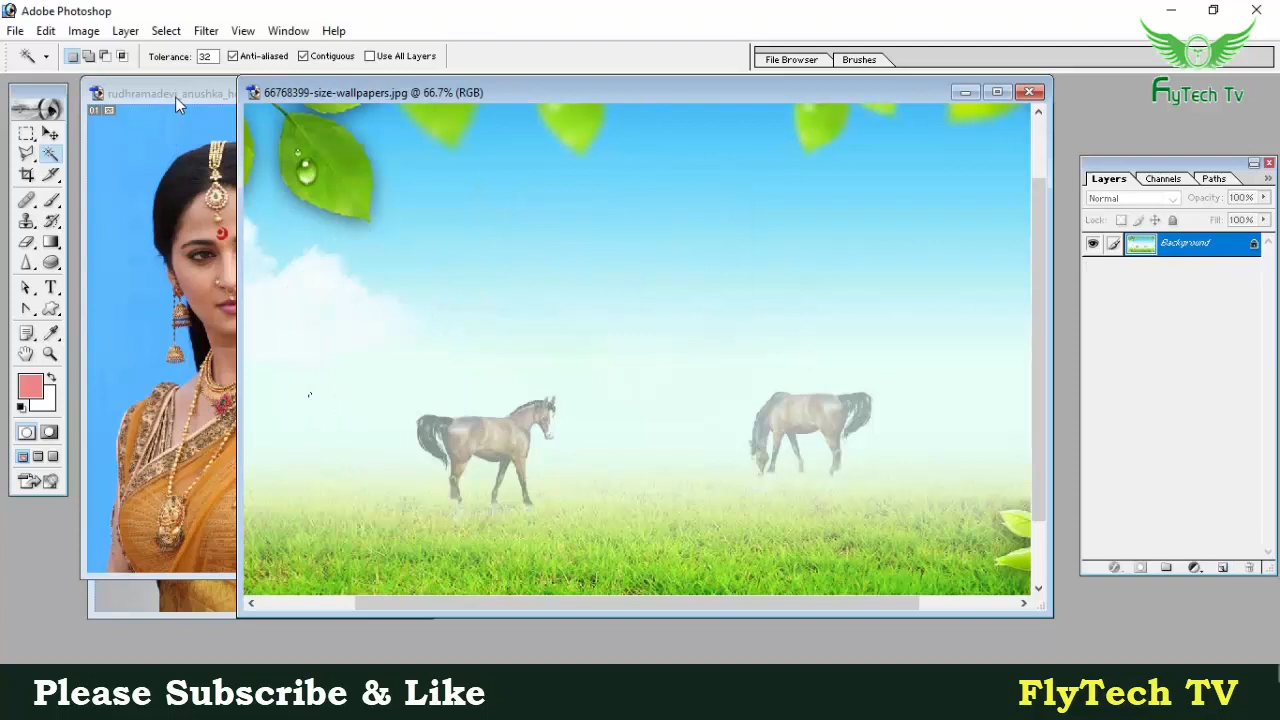 Adobe Photoshop
File Edit Image Layer Select Filter View Window Help
Tolerance: 32 Anti-aliased Contiguous Use All Layers
File Browser Brushes
FlyTech Tv
rudhramadevi_anushka_h
66768399-size-wallpapers.jpg @ 66.7% (RGB)
01
Layers Channels Paths
Normal Opacity: 100%
Lock: Fill: 100%
Background
T
Please Subscribe & Like
FlyTech TV